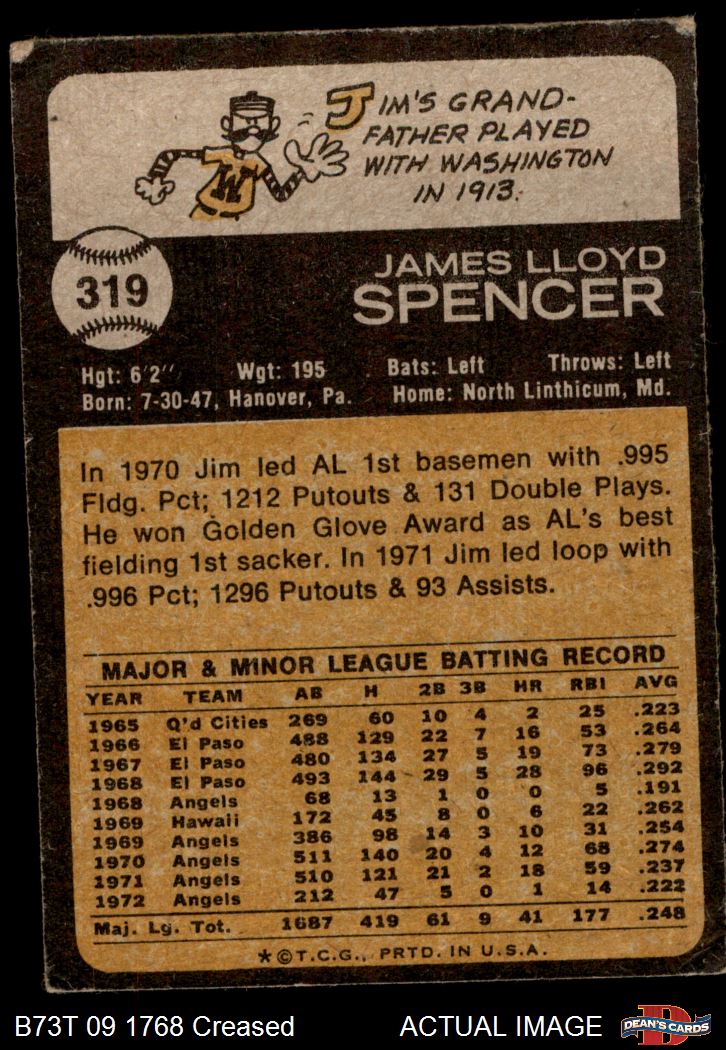 JIM'S GRAND-
FATHER PLAYED
WITH WASHINGTON
IN 1913.
W
319
JAMES LLOYD
SPENCER
Hgt: 6'2" Wgt: 195 Bats: Left Throws: Left
Born: 7-30-47, Hanover, Pa. Home: North Linthicum, Md.
In 1970 Jim led AL 1st basemen with .995
Fldg. Pct; 1212 Putouts & 131 Double Plays.
He won Golden Glove Award as AL's best
fielding 1st sacker. In 1971 Jim led loop with
.996 Pct; 1296 Putouts & 93 Assists.
MAJOR & MINOR LEAGUE BATTING RECORD
YEAR TEAM AB H 2B 3B HR RBI AVG
1965 Q'd Cities 269 60 10 4 2 25 .223
1966 El Paso 488 129 22 7 16 53 .264
1967 El Paso 480 134 27 5 19 73 .279
1968 El Paso 493 144 29 5 28 96 .292
1968 Angels 68 13 1 0 0 5 .191
1969 Hawaii 172 45 8 0 6 22 .262
1969 Angels 386 98 14 3 10 31 .254
1970 Angels 511 140 20 4 12 68 .274
1971 Angels 510 121 21 2 18 59 .237
1972 Angels 212 47 5 0 1 14 .222
Maj. Lg. Tot. 1687 419 61 9 41 177 .248
*©T.C.G., PRTD. IN U.S.A.
B73T 09 1768 Creased ACTUAL IMAGE
D
DEAN'S CARDS